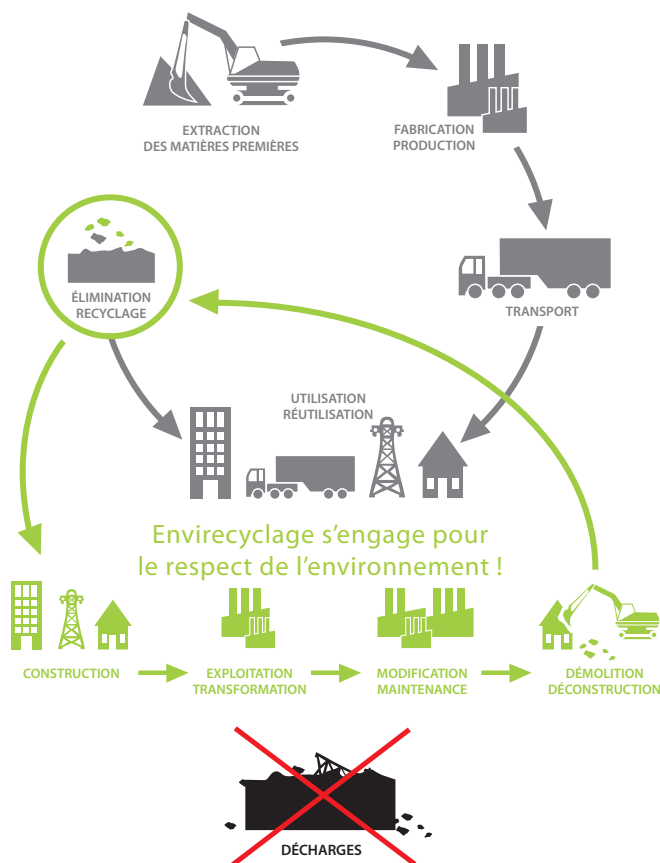 EXTRACTION
DES MATIÈRES PREMIÈRES
FABRICATION
PRODUCTION
ÉLIMINATION
RECYCLAGE
TRANSPORT
UTILISATION
RÉUTILISATION
Envirecyclage s’engage pour
le respect de l’environnement !
CONSTRUCTION
EXPLOITATION
TRANSFORMATION
MODIFICATION
MAINTENANCE
DÉMOLITION
DÉCONSTRUCTION
DÉCHARGES